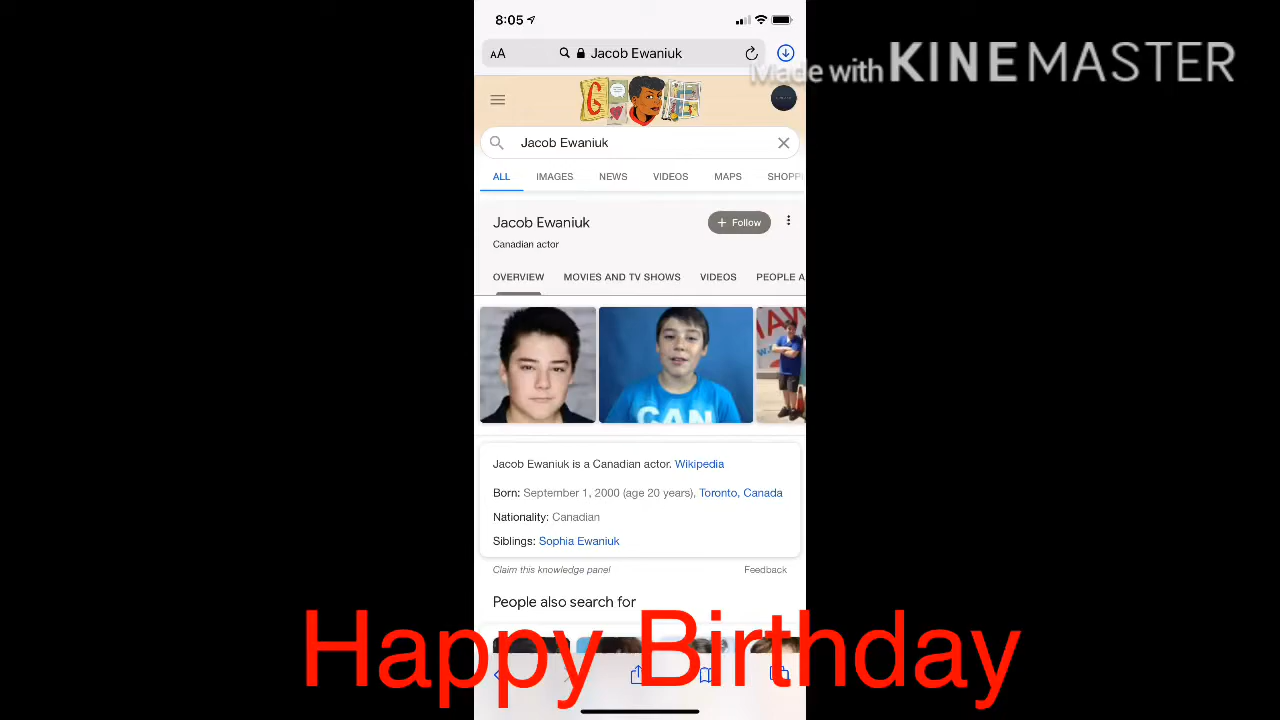 8:05
Made with KINEMASTER
AA Jacob Ewaniuk
G
Jacob Ewaniuk
ALL IMAGES NEWS VIDEOS MAPS SHOPPI
Jacob Ewaniuk
+ Follow
Canadian actor
OVERVIEW MOVIES AND TV SHOWS VIDEOS PEOPLE A
CAN
Jacob Ewaniuk is a Canadian actor. Wikipedia
Born: September 1, 2000 (age 20 years), Toronto, Canada
Nationality: Canadian
Siblings: Sophia Ewaniuk
Claim this knowledge panel Feedback
People also search for
Happy Birthday